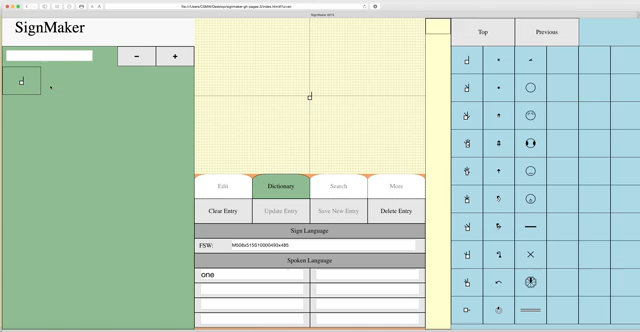 SignMaker 2015
SignMaker
Top
Previous
Edit
Dictionary
Search
More
Clear Entry
Update Entry
Save New Entry
Delete Entry
Sign Language
FSW:
Spoken Language
one